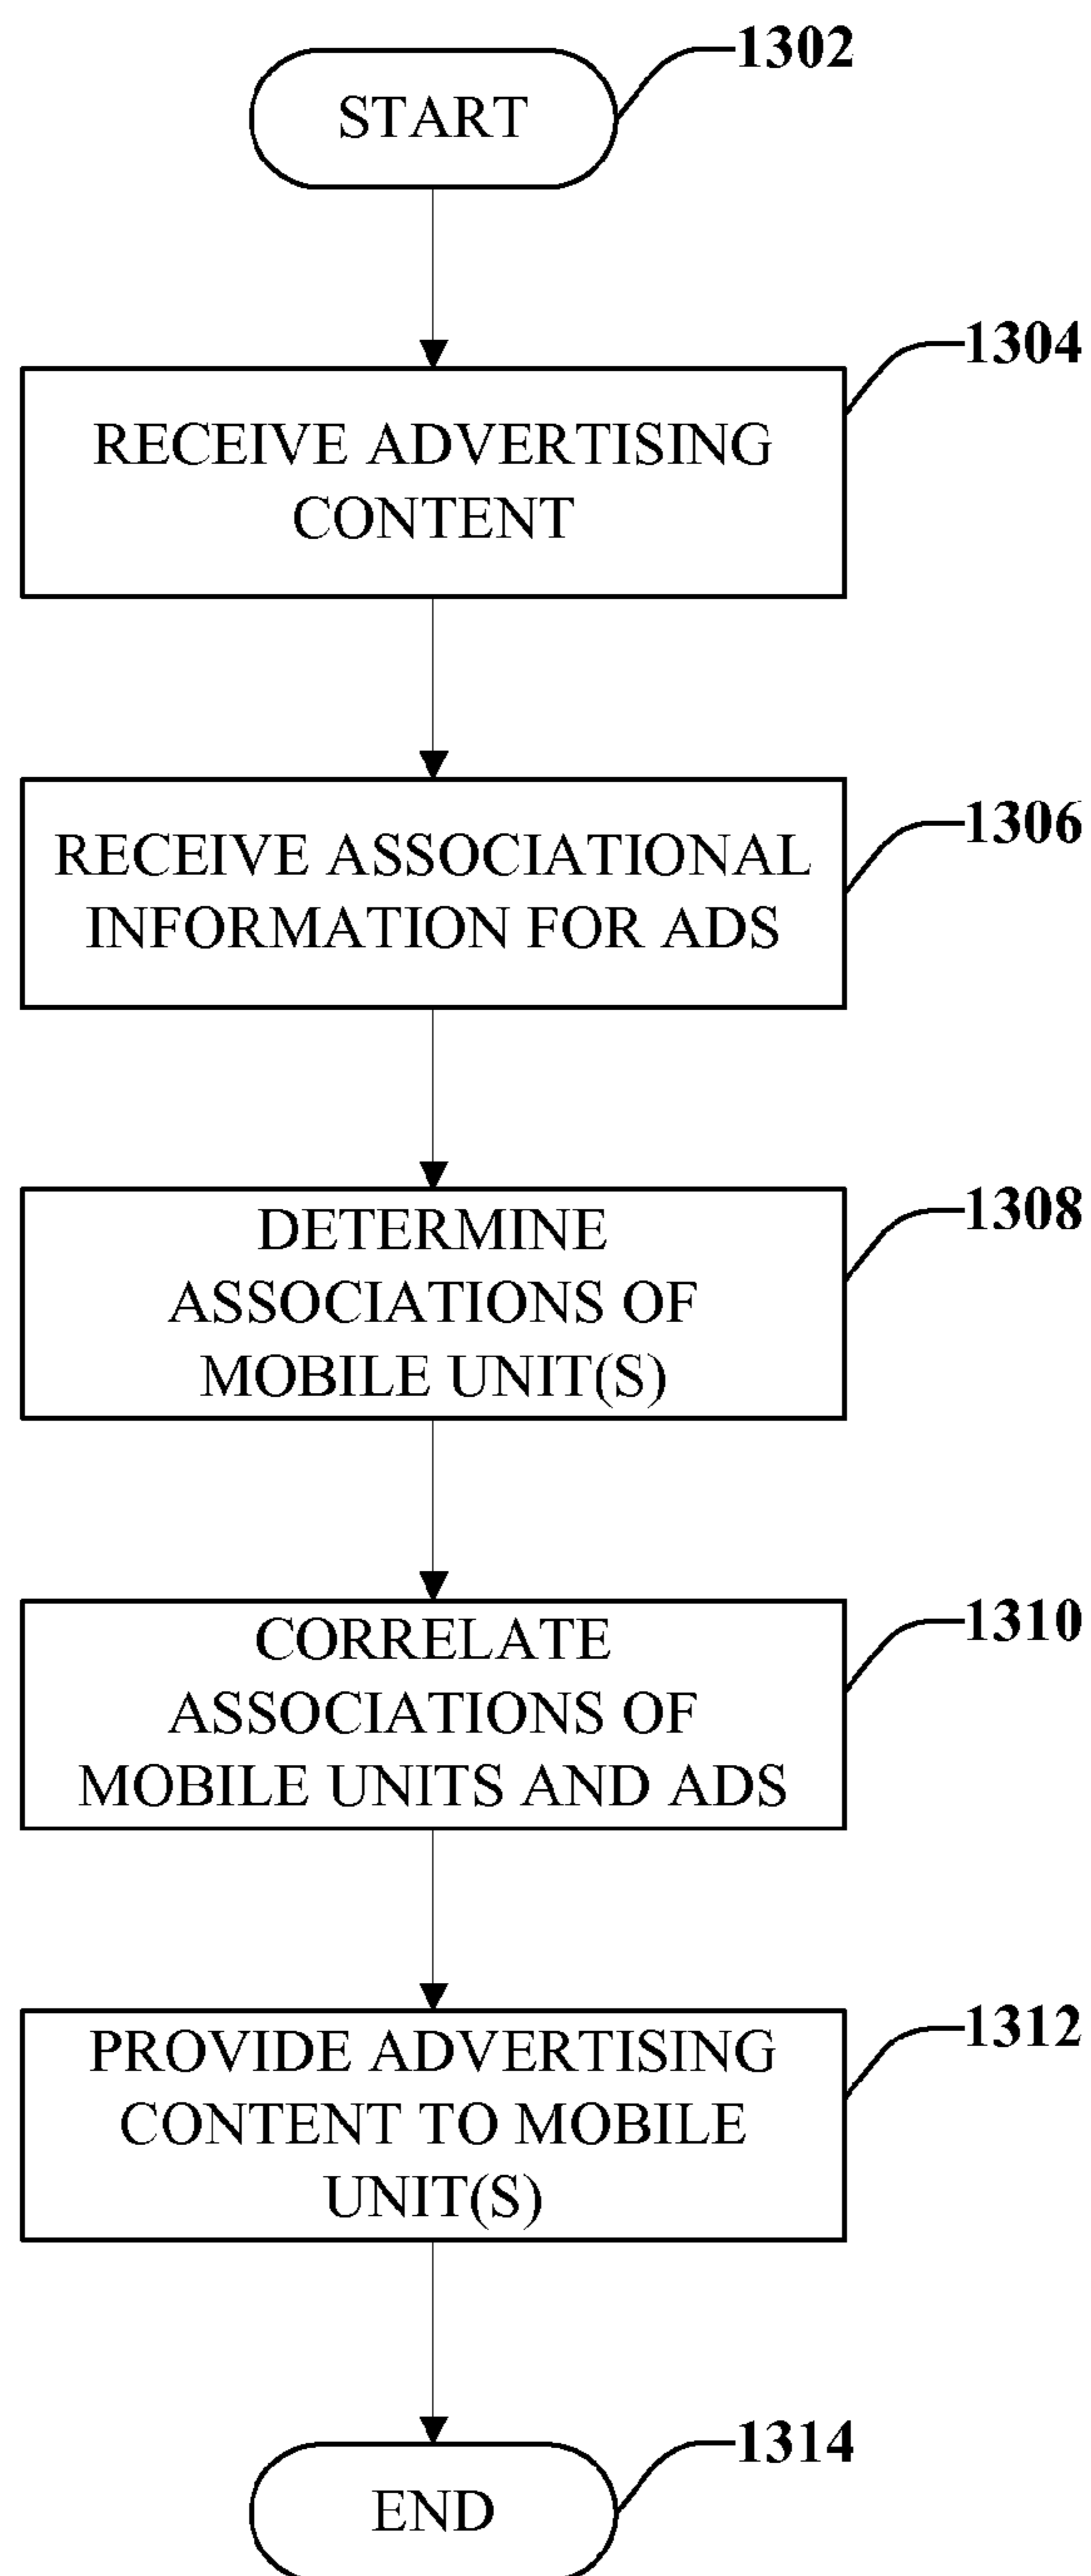 1302
START
1304
RECEIVE ADVERTISING
CONTENT
1306
RECEIVE ASSOCIATIONAL
INFORMATION FOR ADS
1308
DETERMINE
ASSOCIATIONS OF
MOBILE UNIT(S)
1310
CORRELATE
ASSOCIATIONS OF
MOBILE UNITS AND ADS
1312
PROVIDE ADVERTISING
CONTENT TO MOBILE
UNIT(S)
1314
END